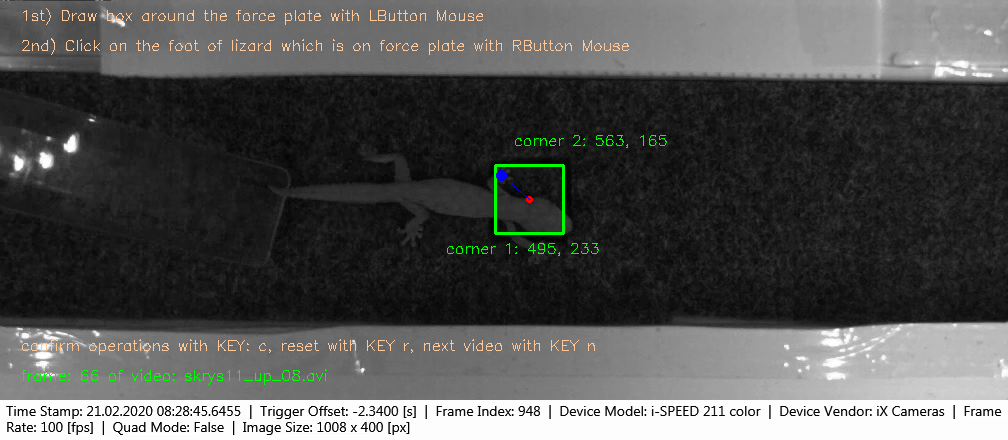 1st) Draw box around the force plate with LButton Mouse
2nd) Click on the foot of lizard which is on force plate with RButton Mouse
corner 2: 563, 165
corner 1: 495, 233
confirm operations with KEY: c, reset with KEY r, next video with KEY n
frame: 66 of video: skrys11_up_08.avi
Time Stamp: 21.02.2020 08:28:45.6455 | Trigger Offset: -2.3400 [s] | Frame Index: 948 | Device Model: i-SPEED 211 color | Device Vendor: iX Cameras | Frame
Rate: 100 [fps] | Quad Mode: False | Image Size: 1008 x 400 [px]